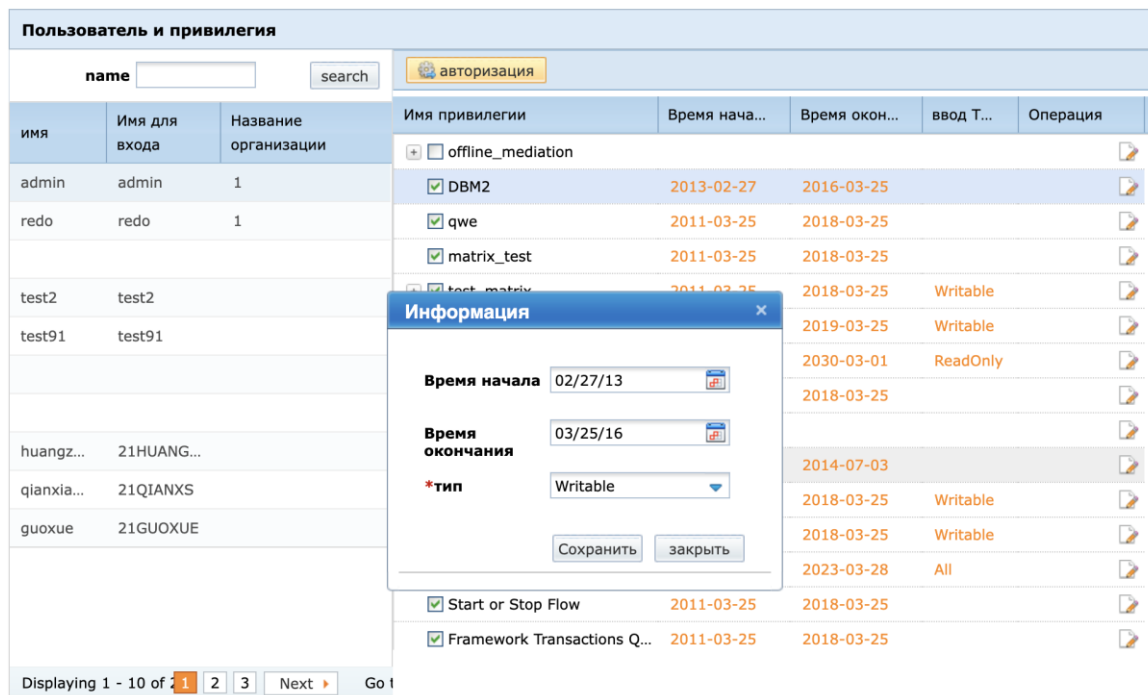 Пользователь и привилегия
name
search
авторизация
имя
Имя для входа
Название организации
admin admin 1
redo redo 1
test2 test2
test91 test91
huangz... 21HUANG...
qianxia... 21QIANXS
guoxue 21GUOXUE
Displaying 1 - 10 of
1 2 3 Next
Go
Имя привилегии Время нача... Время окон... ввод Т... Операция
offline_mediation
DBM2 2013-02-27 2016-03-25
qwe 2011-03-25 2018-03-25
matrix_test 2011-03-25 2018-03-25
test_matrix 2011-03-25 2018-03-25 Writable
2019-03-25 Writable
2030-03-01 ReadOnly
2018-03-25
2014-07-03
2018-03-25 Writable
2018-03-25 Writable
2023-03-28 All
Start or Stop Flow 2011-03-25 2018-03-25
Framework Transactions Q... 2011-03-25 2018-03-25
Информация
Время начала 02/27/13
Время окончания 03/25/16
*тип Writable
Сохранить закрыть